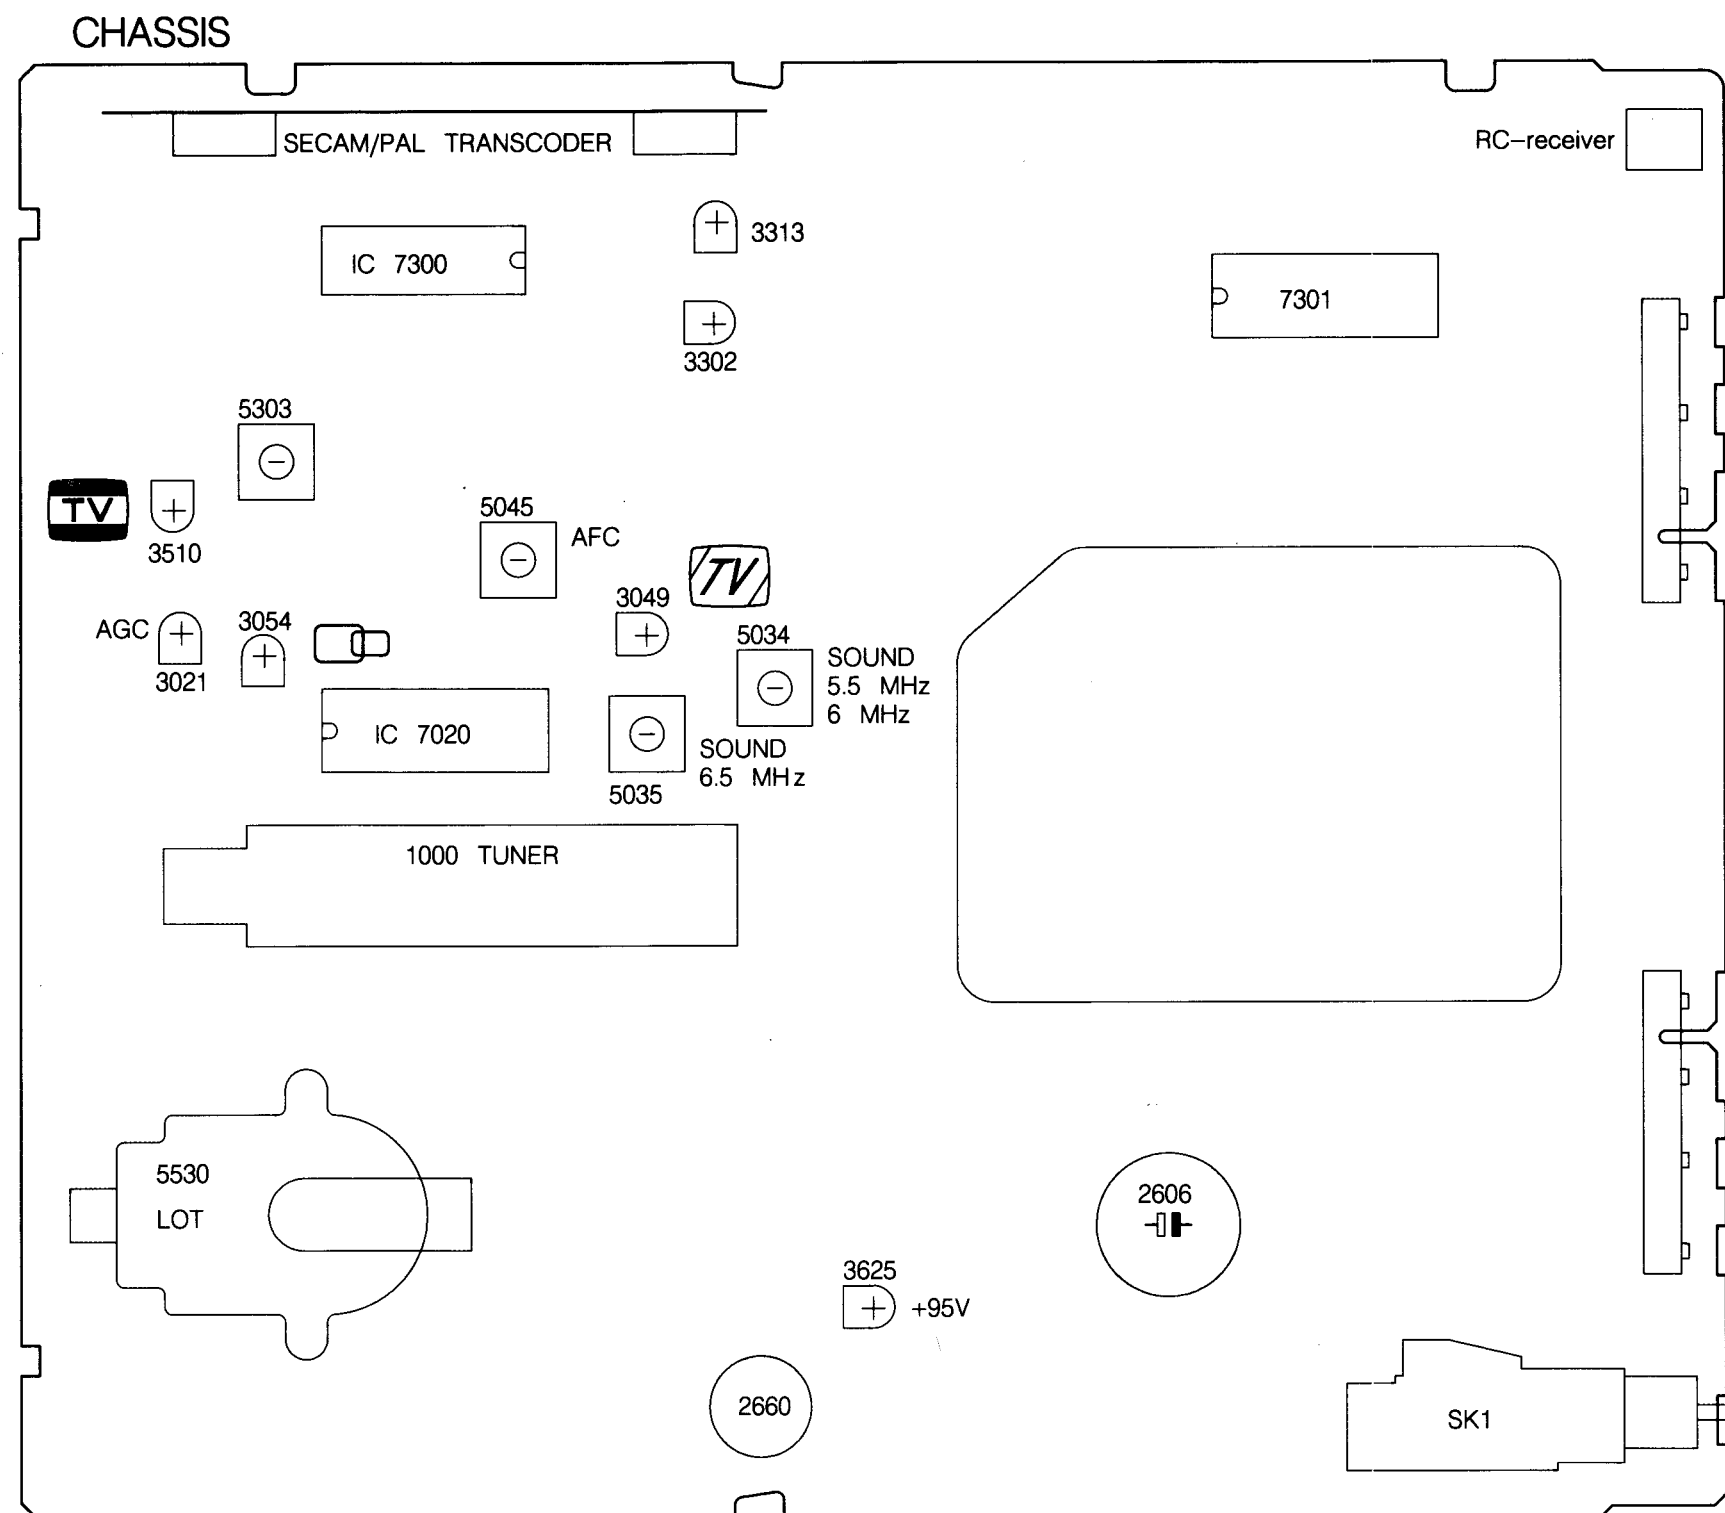 CHASSIS
SECAM/PAL TRANSCODER
RC-receiver
3313
IC 7300
7301
3302
5303
TV
3510
5045
AFC
TV
3049
AGC
3054
5034
3021
SOUND
5.5 MHz
6 MHz
IC 7020
SOUND
6.5 MHz
5035
1000 TUNER
5530
LOT
2606
3625
+95V
2660
SK1